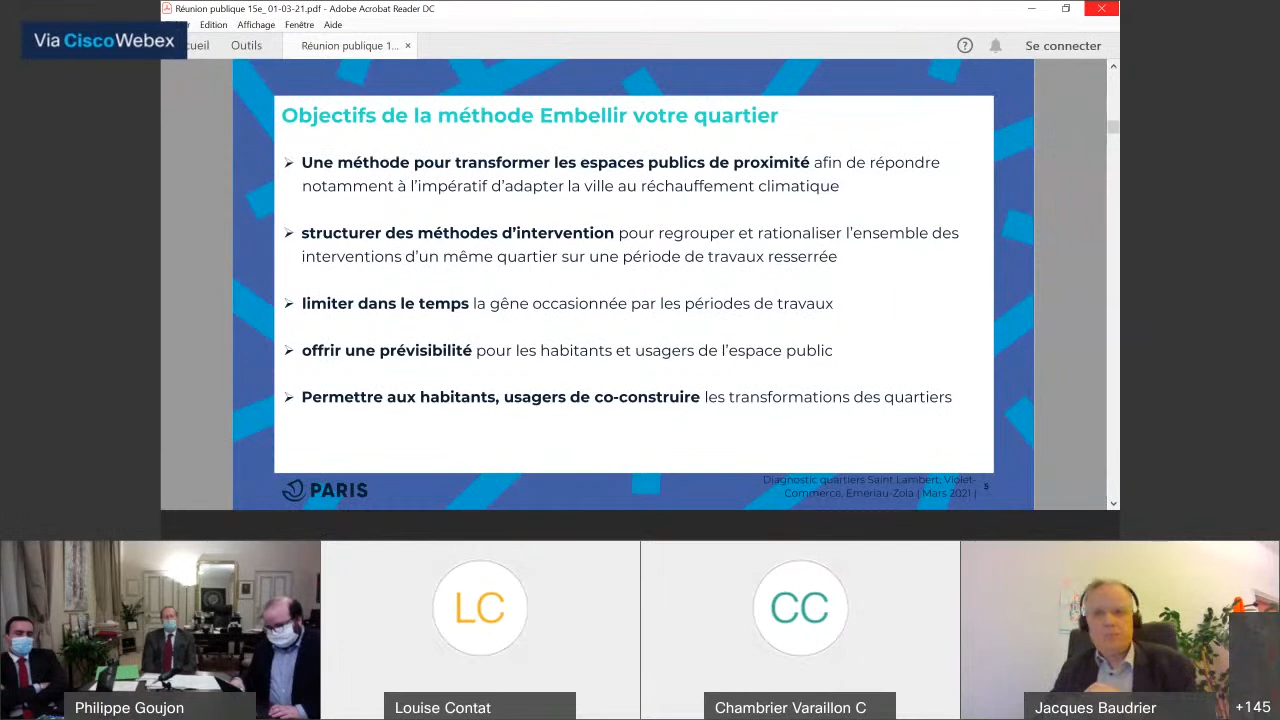 Réunion publique 15e_ 01-03-21.pdf - Adobe Acrobat Reader DC
Edition Affichage Fenêtre Aide
Via CiscoWebex
cueil Outils Réunion publique 1... × Se connecter
Objectifs de la méthode Embellir votre quartier
➢ Une méthode pour transformer les espaces publics de proximité afin de répondre
notamment à l’impératif d’adapter la ville au réchauffement climatique
➢ structurer des méthodes d’intervention pour regrouper et rationaliser l’ensemble des
interventions d’un même quartier sur une période de travaux resserrée
➢ limiter dans le temps la gêne occasionnée par les périodes de travaux
➢ offrir une prévisibilité pour les habitants et usagers de l’espace public
➢ Permettre aux habitants, usagers de co-construire les transformations des quartiers
PARIS
Diagnostic quartiers Saint Lambert, Violet-
Commerce, Emeriau-Zola | Mars 2021 |
5
LC
CC
Philippe Goujon
Louise Contat
Chambrier Varaillon C
Jacques Baudrier
+145